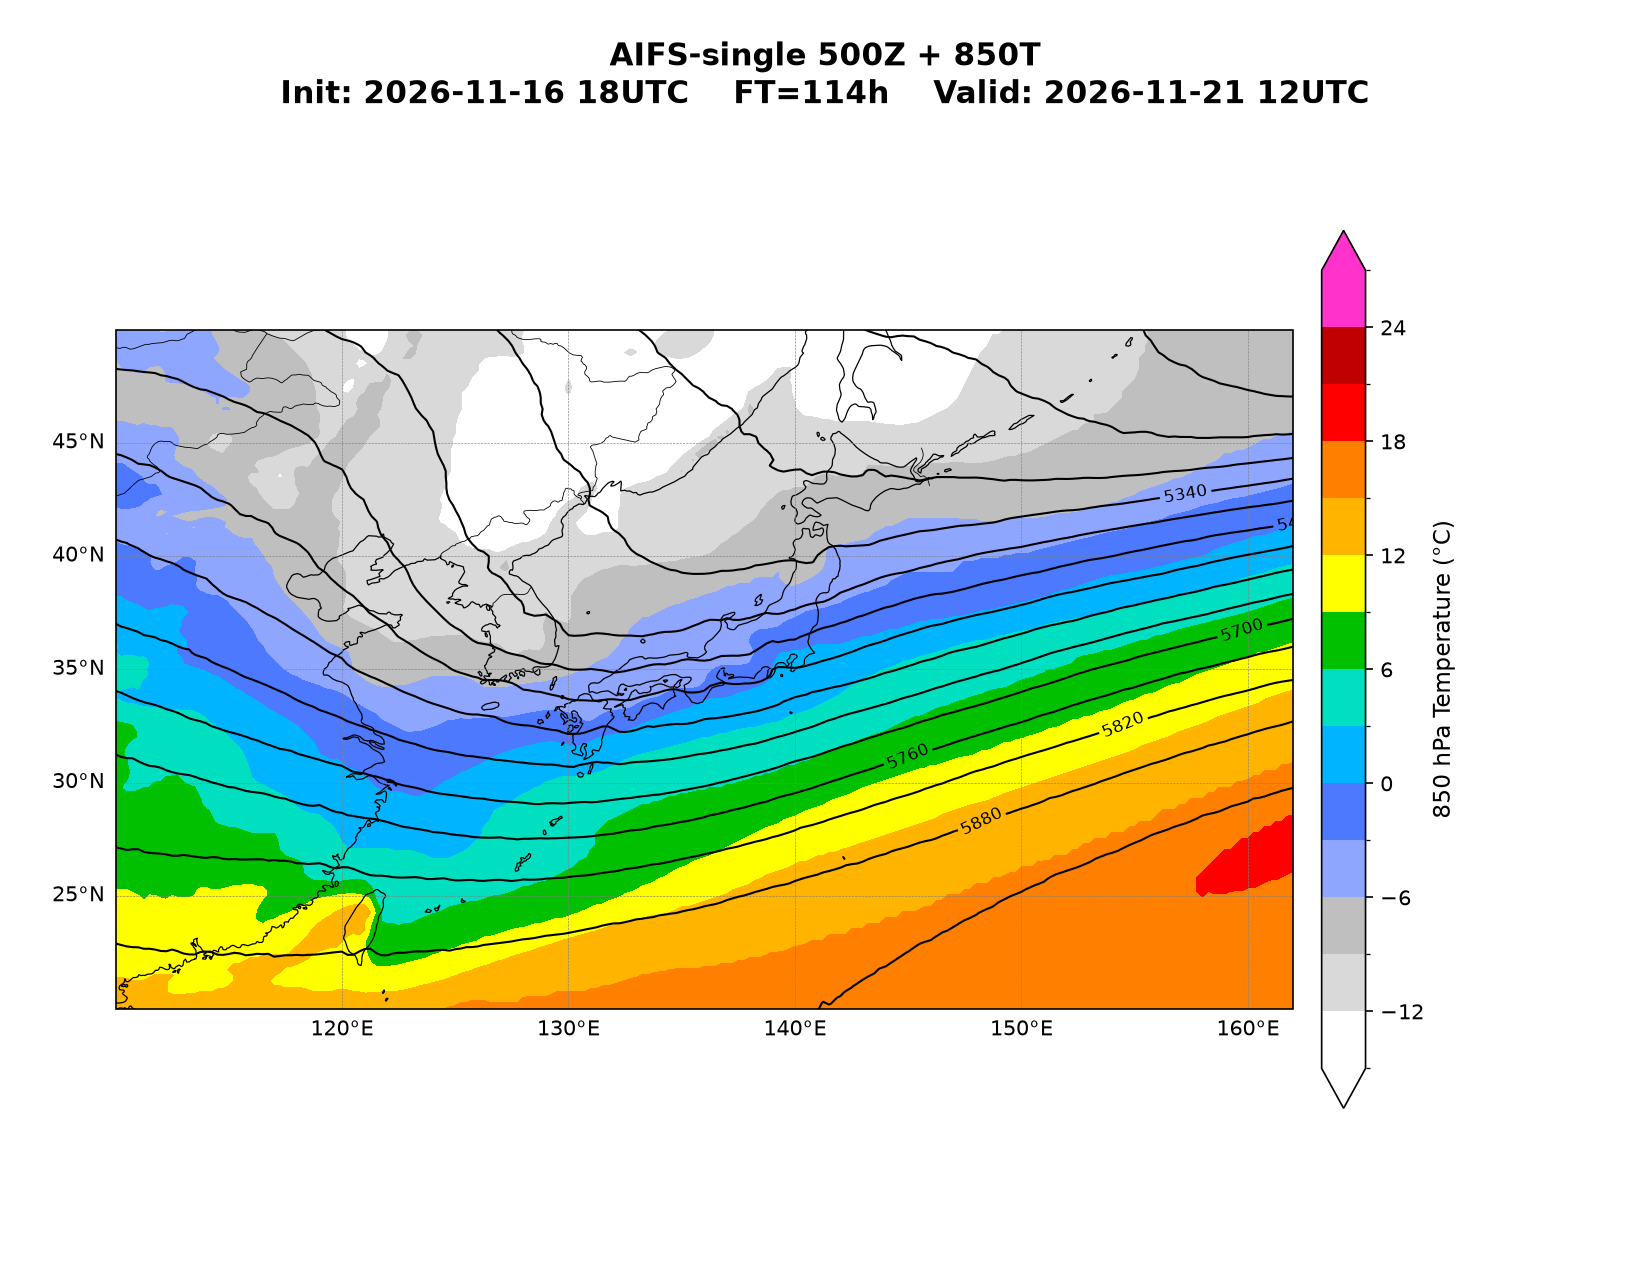 AIFS-single 500Z + 850T
Init: 2026-11-16 18UTC    FT=114h    Valid: 2026-11-21 12UTC
24
18
12
6
0
−6
−12
850 hPa Temperature (°C)
45°N
40°N
35°N
30°N
25°N
5340
54
5700
5820
5760
5880
120°E
130°E
140°E
150°E
160°E